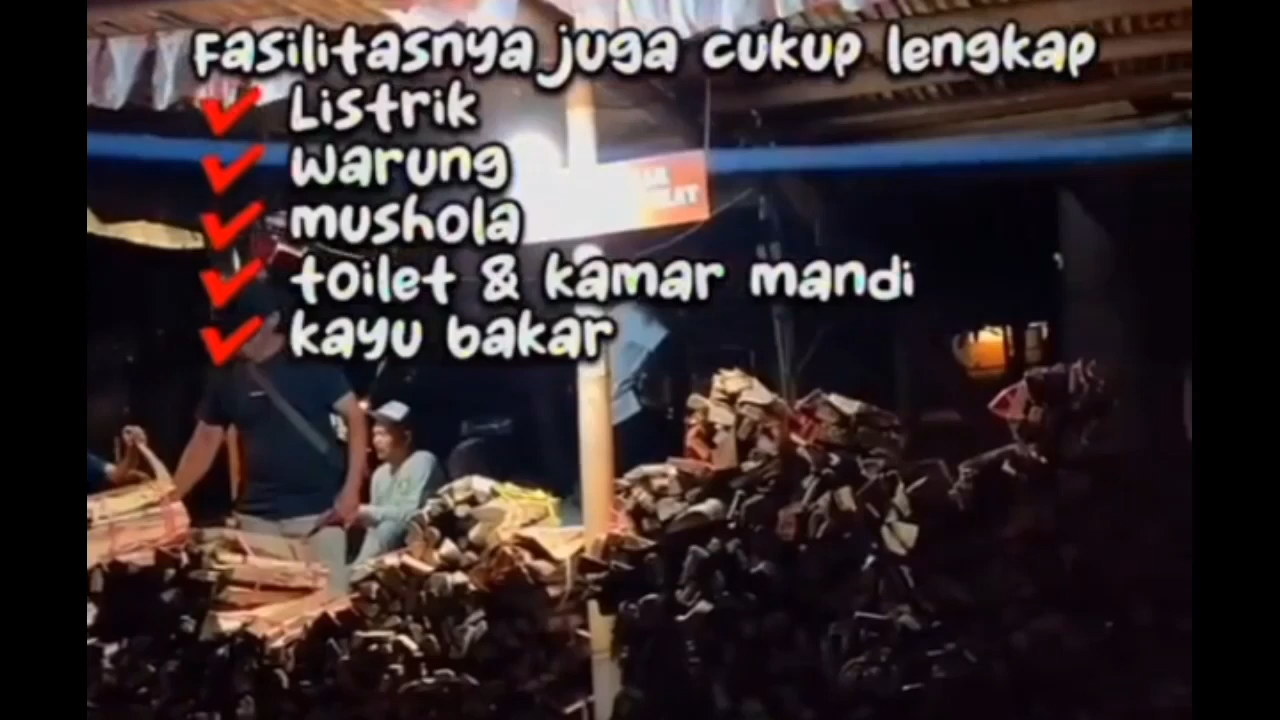 Fasilitasnya juga cukup lengkap
✔ Listrik
✔ warung
✔ mushola
✔ toilet & kamar mandi
✔ kayu bakar